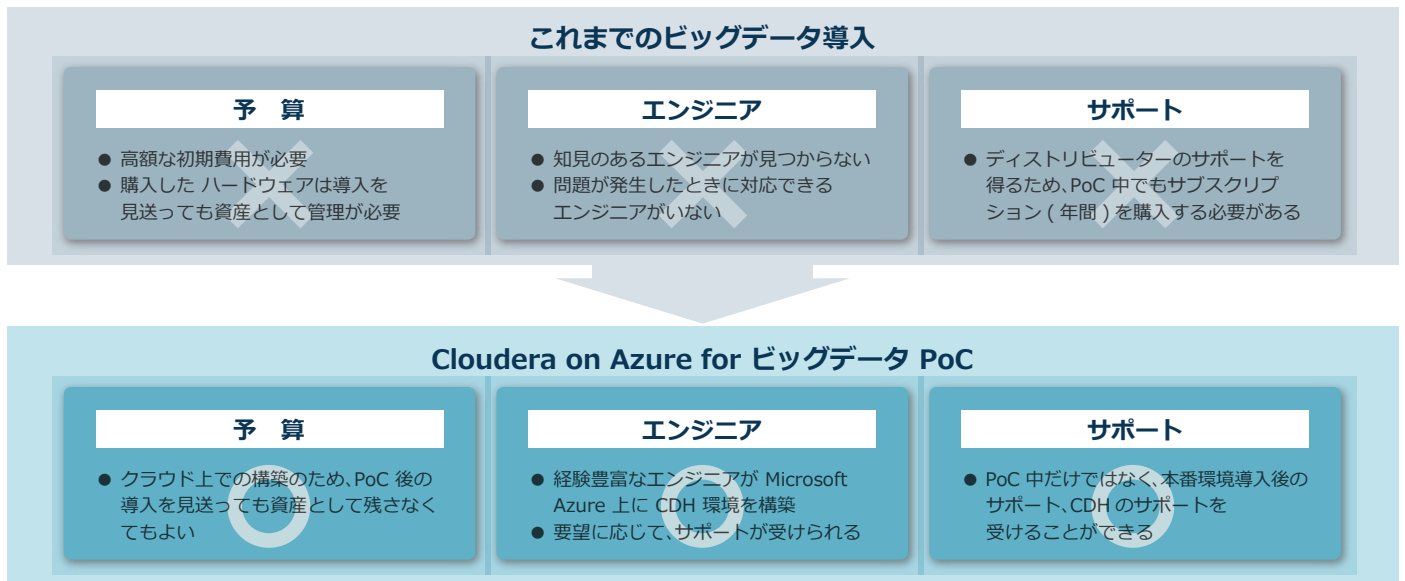 これまでのビッグデータ導入
予 算
● 高額な初期費用が必要
● 購入した ハードウェアは導入を
見送っても資産として管理が必要
エンジニア
● 知見のあるエンジニアが見つからない
● 問題が発生したときに対応できる
エンジニアがいない
サポート
● ディストリビューターのサポートを
得るため、PoC 中でもサブスクリプ
ション ( 年間 ) を購入する必要がある
Cloudera on Azure for ビッグデータ PoC
予 算
● クラウド上での構築のため、PoC 後の
導入を見送っても資産として残さなく
てもよい
エンジニア
● 経験豊富なエンジニアが Microsoft
Azure 上に CDH 環境を構築
● 要望に応じて、サポートが受けられる
サポート
● PoC 中だけではなく、本番環境導入後の
サポート、CDH のサポートを
受けることができる